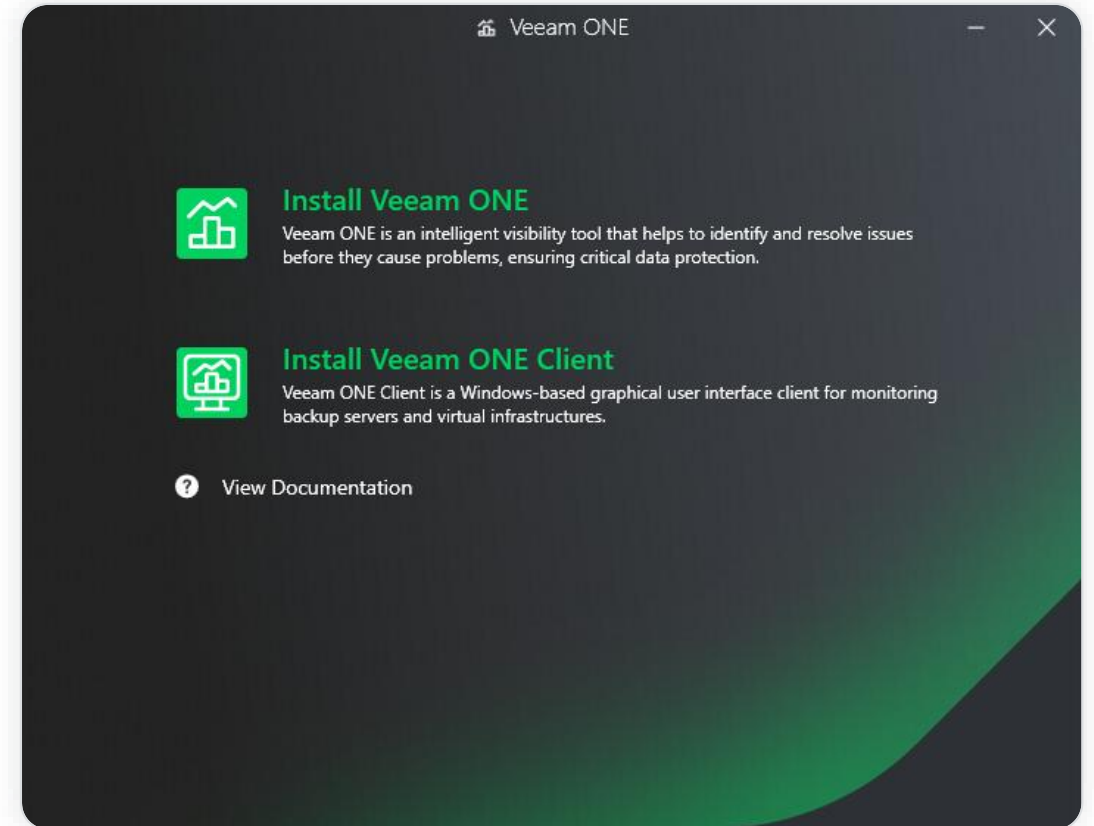 Veeam ONE
Install Veeam ONE
Veeam ONE is an intelligent visibility tool that helps to identify and resolve issues
before they cause problems, ensuring critical data protection.
Install Veeam ONE Client
Veeam ONE Client is a Windows-based graphical user interface client for monitoring
backup servers and virtual infrastructures.
? View Documentation